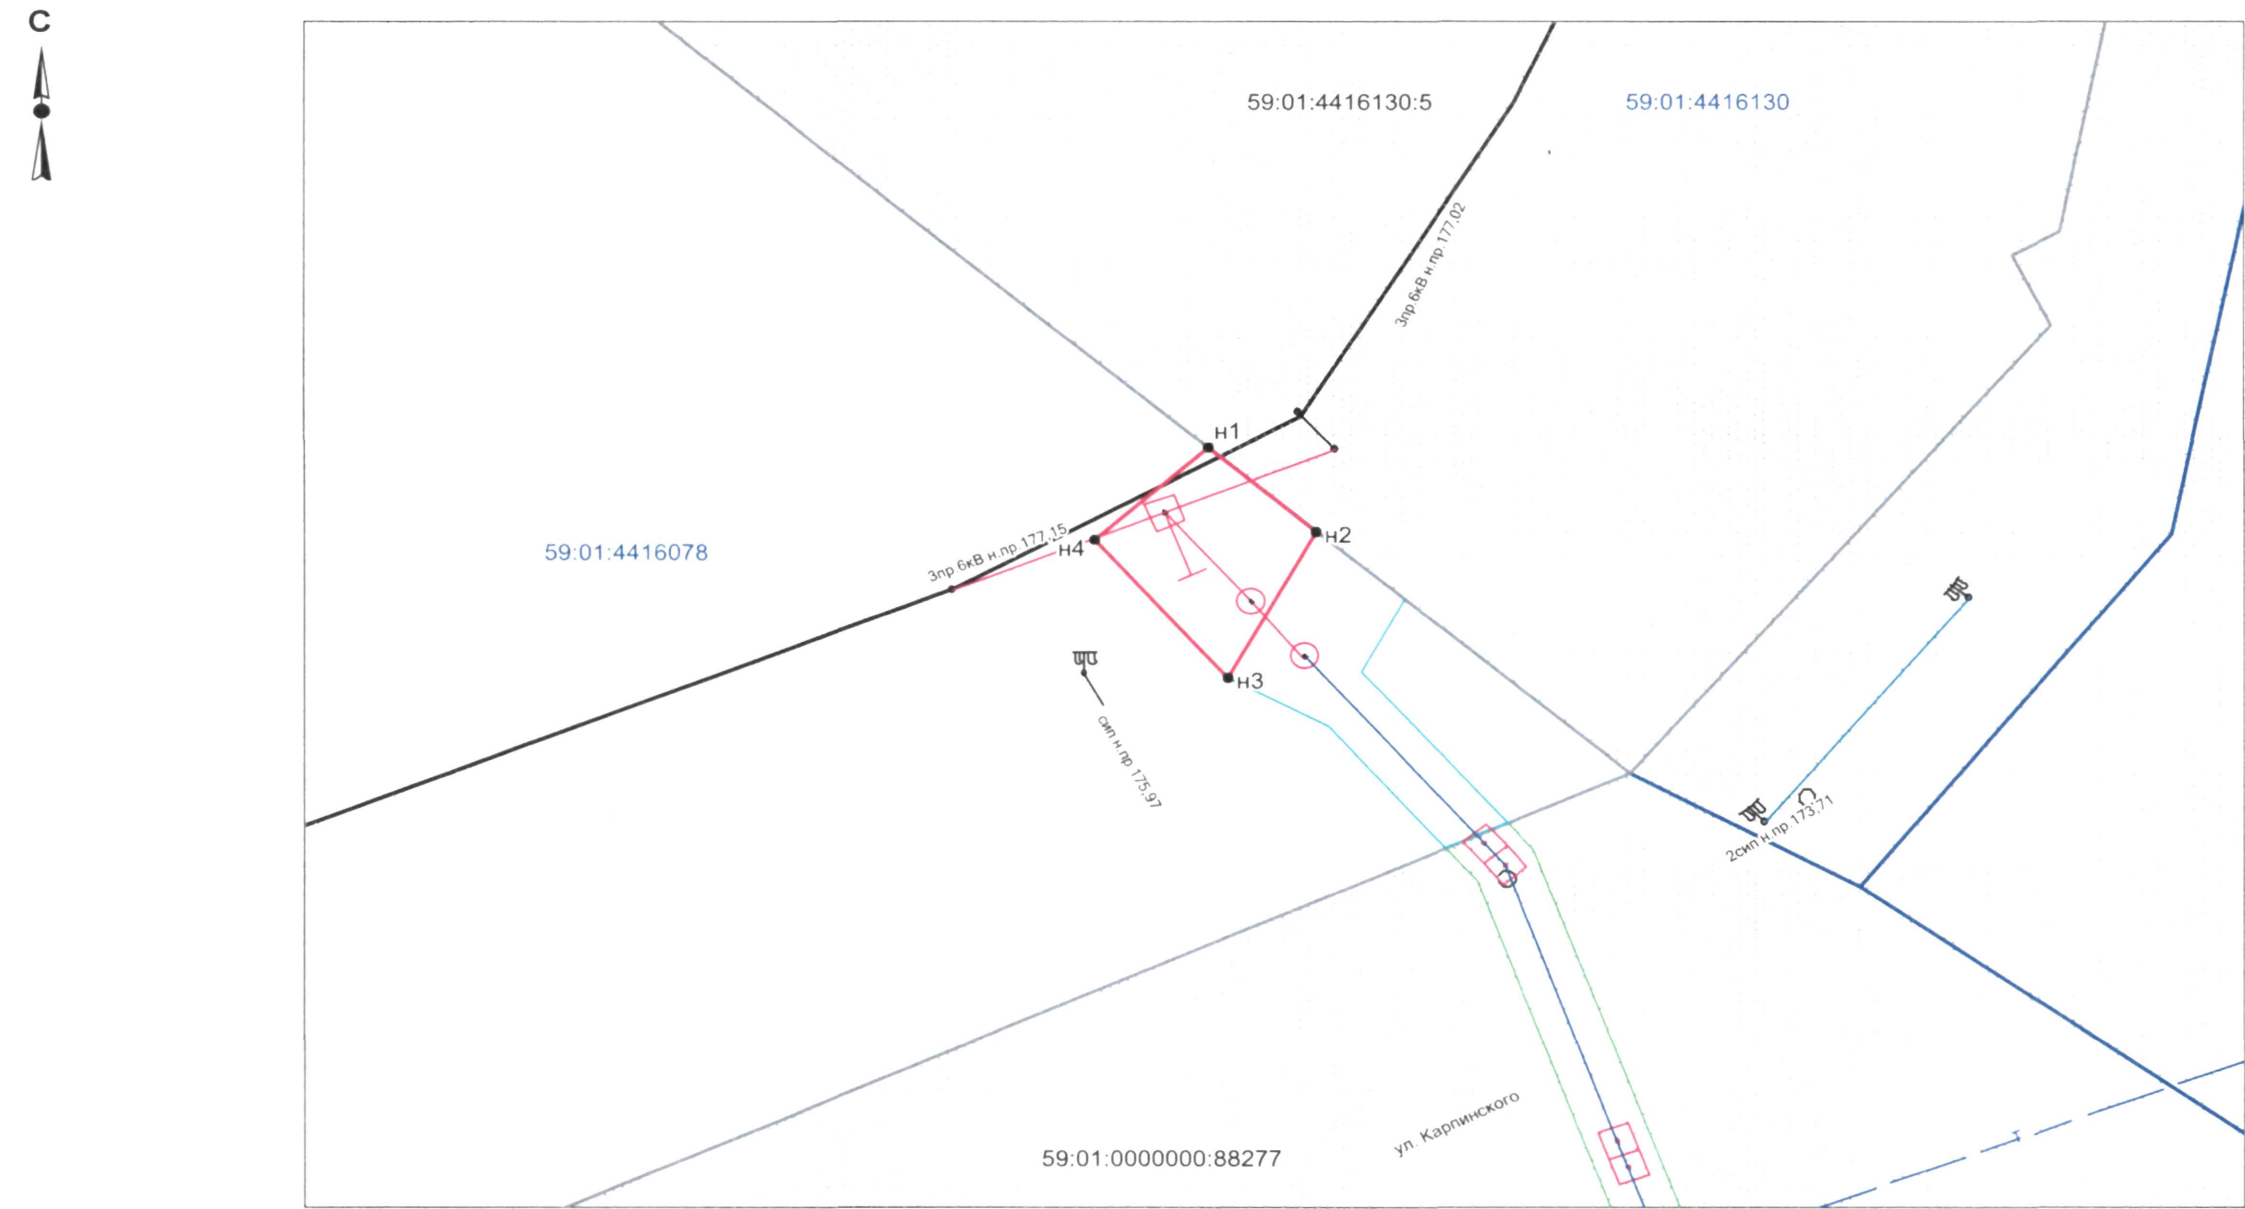 С
59:01:4416130:5
59:01:4416130
3пр.6кВ н.пр.177.02
н1
н2
3пр.6кВ н.пр.177.15
н4
59:01:4416078
н3
сип н.пр 175.97
2сип н.пр 173.71
ул. Карпинского
59:01:0000000:88277